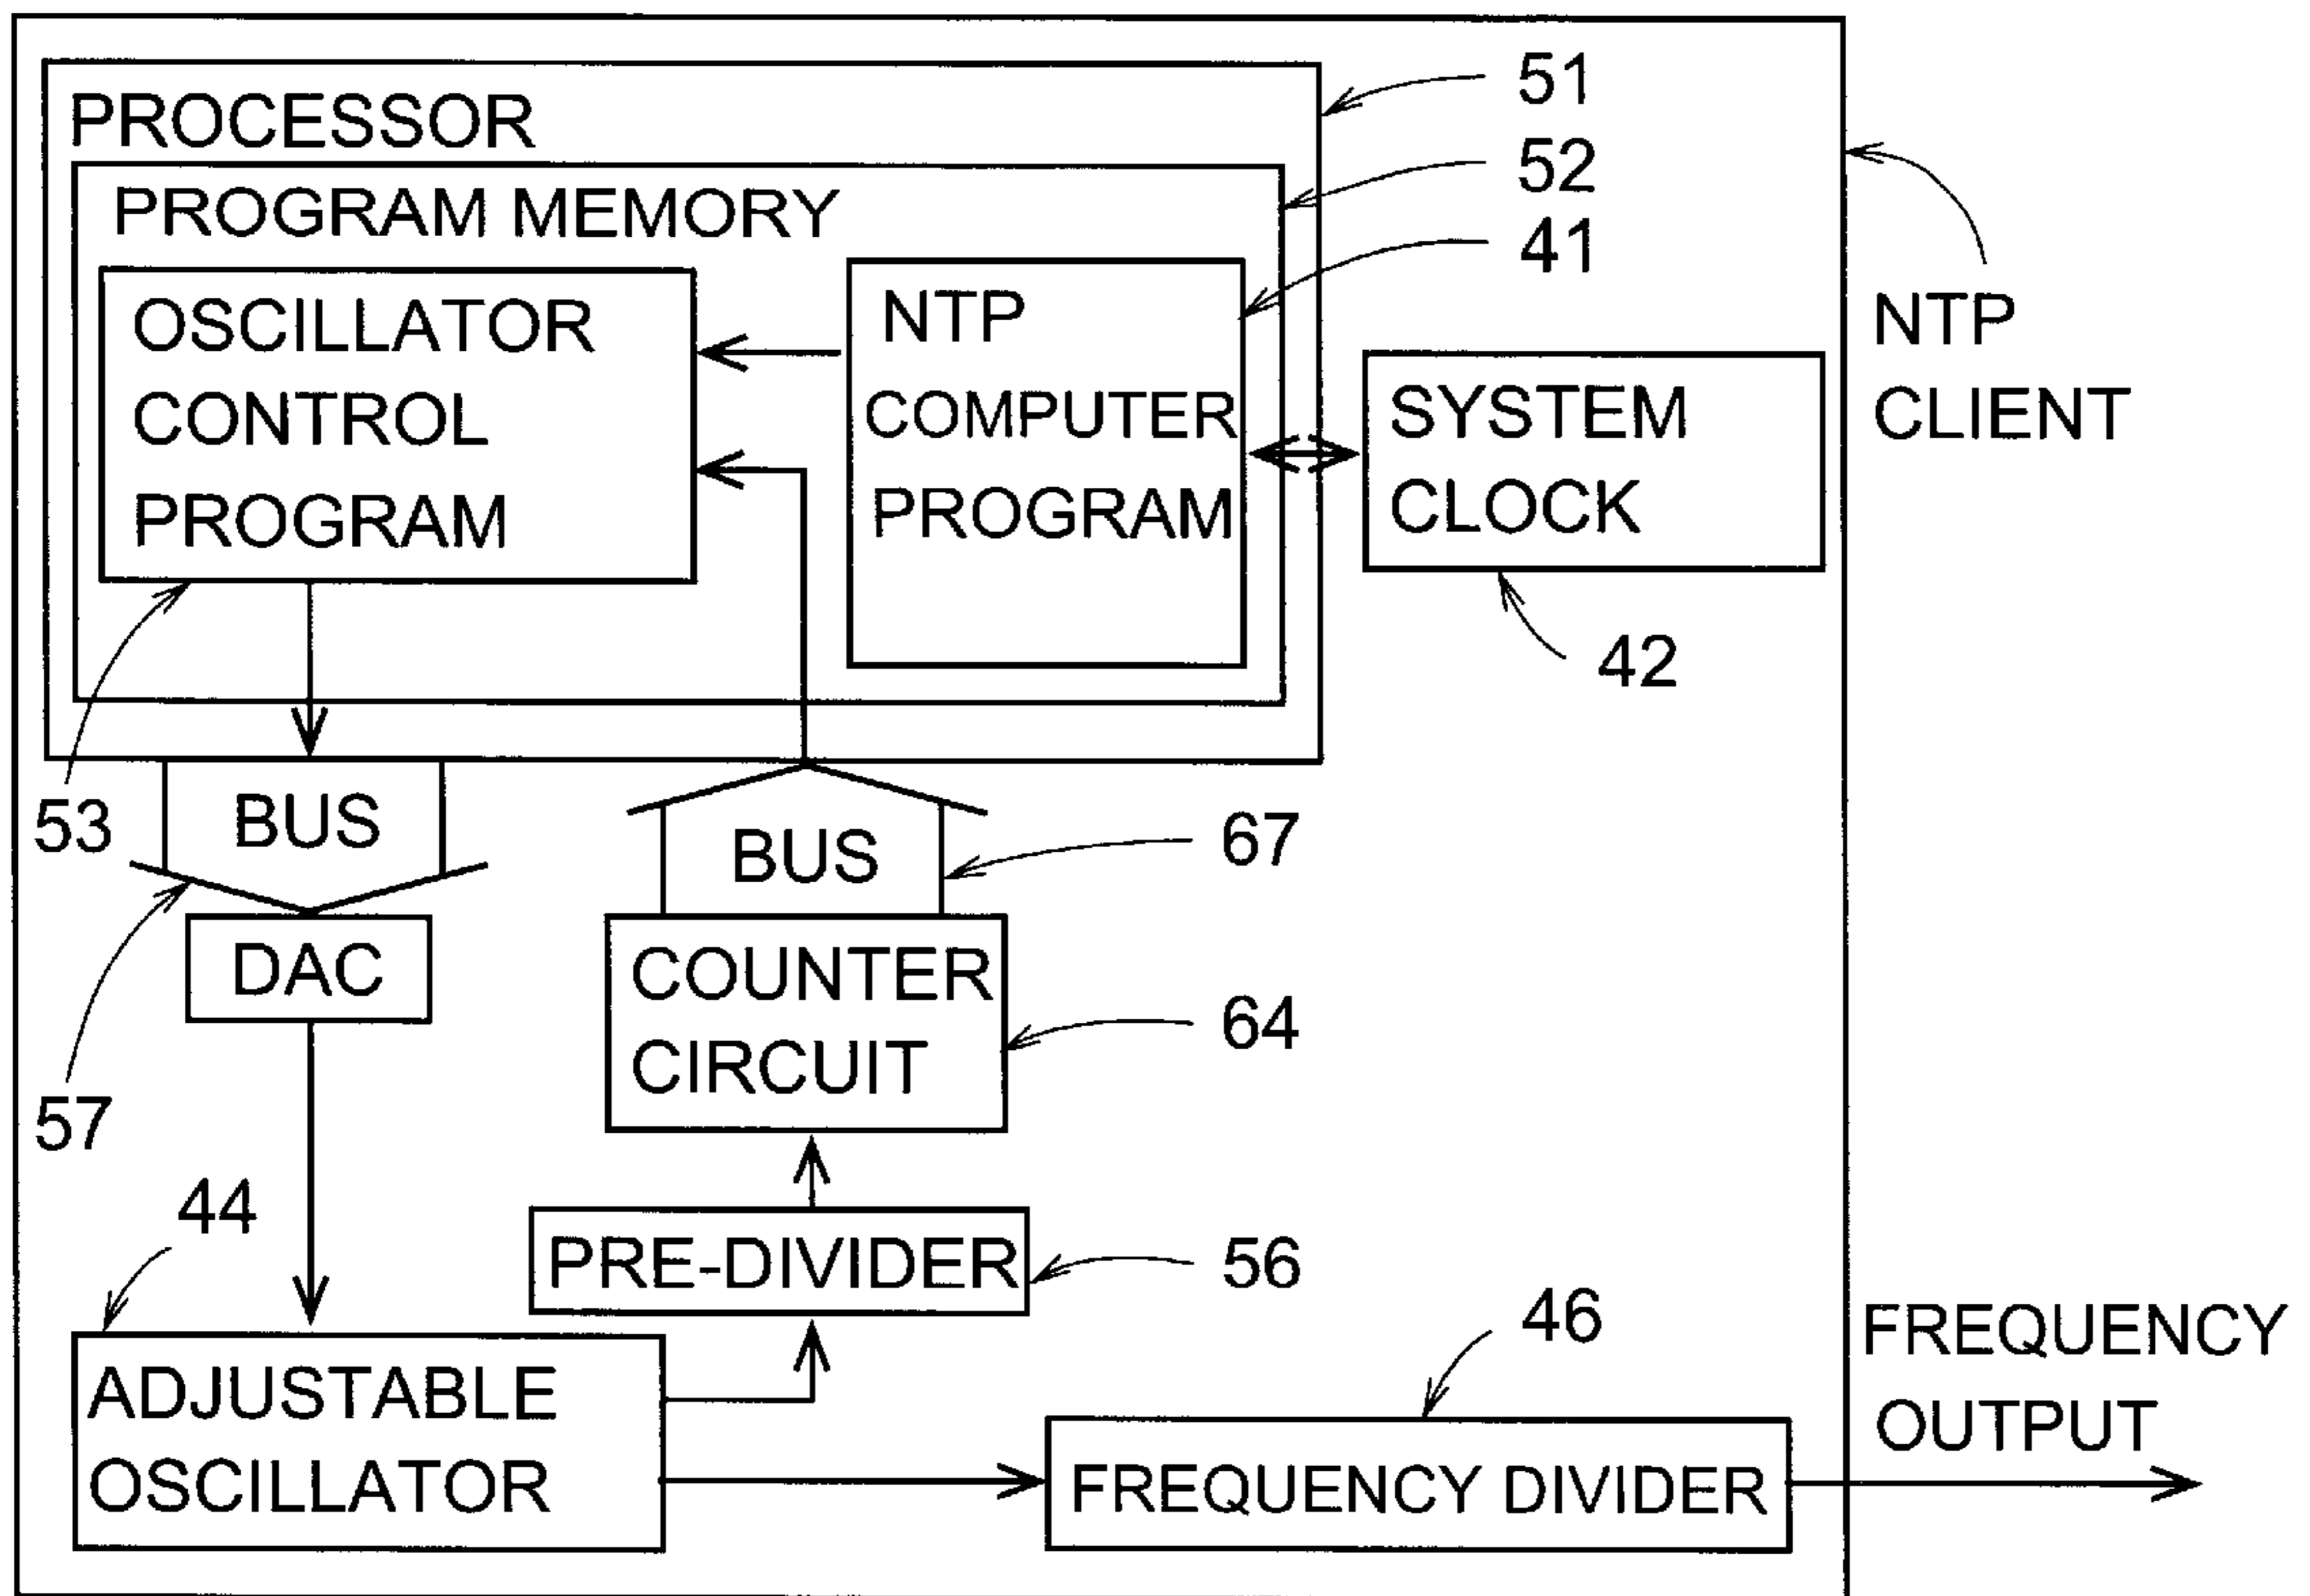 PROCESSOR
PROGRAM MEMORY
OSCILLATOR
CONTROL
PROGRAM
NTP
COMPUTER
PROGRAM
SYSTEM
CLOCK
51
52
41
NTP
CLIENT
42
53
BUS
BUS
67
DAC
COUNTER
CIRCUIT
64
57
44
PRE-DIVIDER
56
46
ADJUSTABLE
OSCILLATOR
FREQUENCY DIVIDER
FREQUENCY
OUTPUT